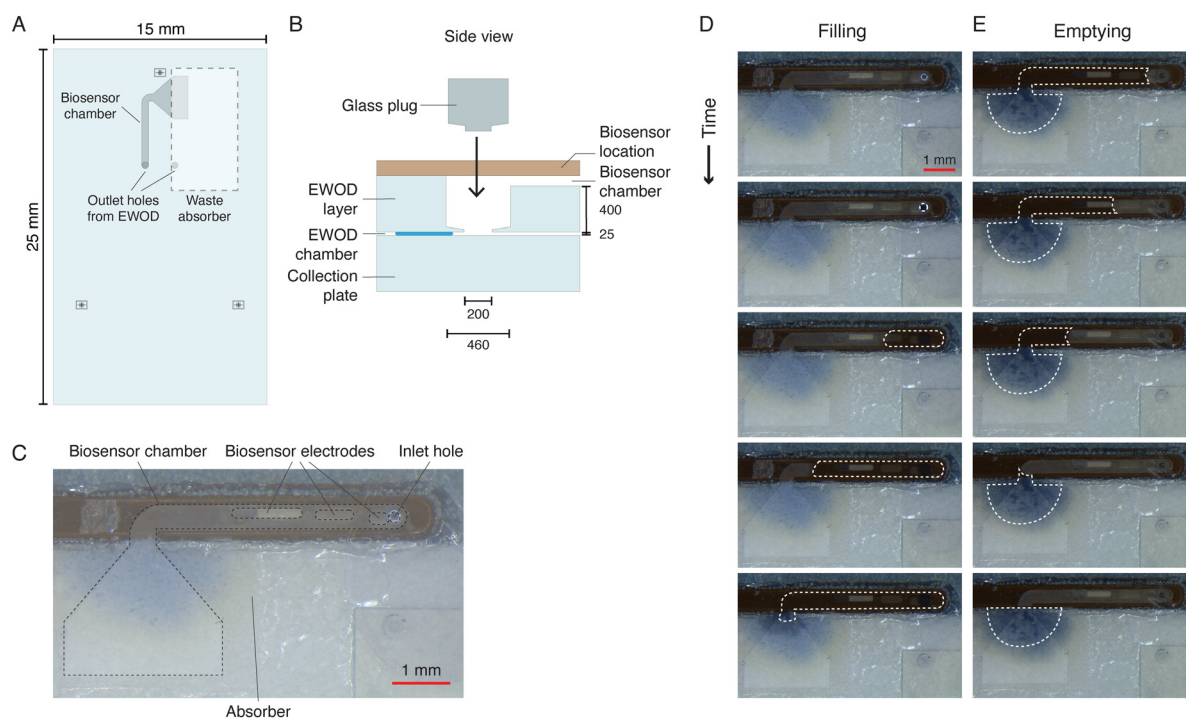 A
15 mm
25 mm
Biosensor
chamber
Outlet holes
from EWOD
Waste
absorber
B
Side view
Glass plug
Biosensor
location
Biosensor
chamber
EWOD
layer
400
EWOD
chamber
25
Collection
plate
200
460
C
Biosensor chamber
Biosensor electrodes
Inlet hole
1 mm
Absorber
D
Filling
Time
1 mm
E
Emptying